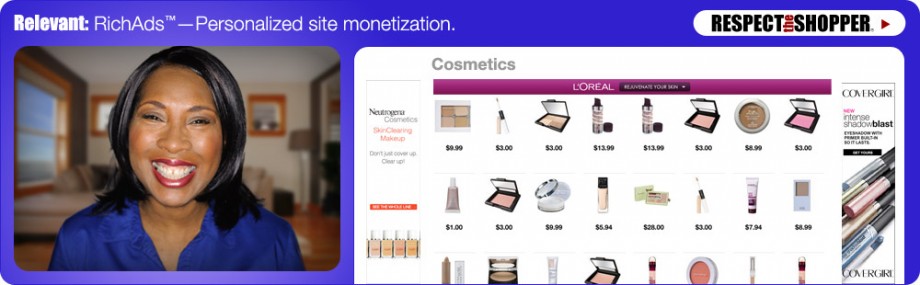 Relevant: RichAds™—Personalized site monetization.
RESPECT the SHOPPER
Cosmetics
L'ORÉAL REJUVENATE YOUR SKIN
Neutrogena
Cosmetics
SkinClearing
Makeup
Don't just cover up.
Clear up!
SEE THE WHOLE LINE
$9.99 $3.00 $3.00 $13.99 $13.99 $3.00 $8.99 $3.00
$1.00 $3.00 $9.99 $5.94 $28.00 $3.00 $7.94 $8.99
COVERGIRL
NEW
intense
shadowblast
EYESHADOW WITH
PRIMER BUILT-IN
SO IT LASTS.
GET YOURS
COVERGIRL